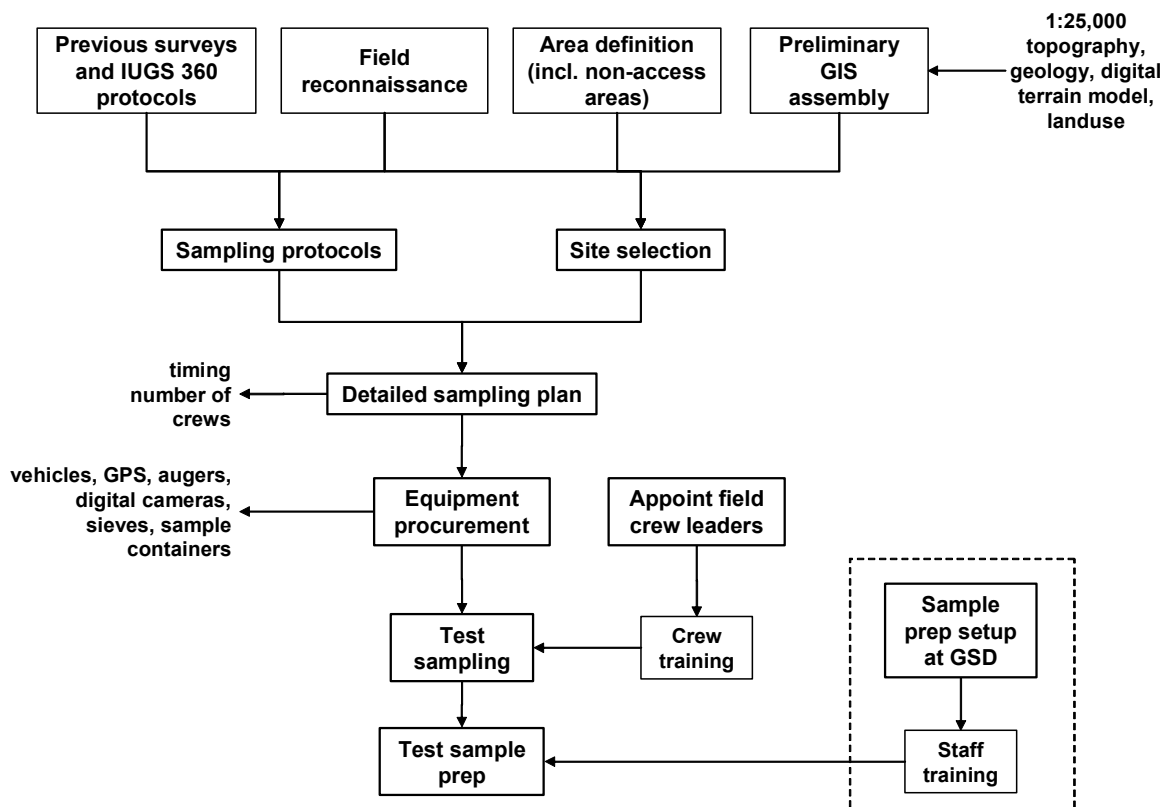 Previous surveys
and IUGS 360
protocols
Field
reconnaissance
Area definition
(incl. non-access
areas)
Preliminary
GIS
assembly
1:25,000
topography,
geology, digital
terrain model,
landuse
Sampling protocols
Site selection
timing
number of
crews
Detailed sampling plan
vehicles, GPS, augers,
digital cameras,
sieves, sample
containers
Equipment
procurement
Appoint field
crew leaders
Sample
prep setup
at GSD
Test
sampling
Crew
training
Test sample
prep
Staff
training